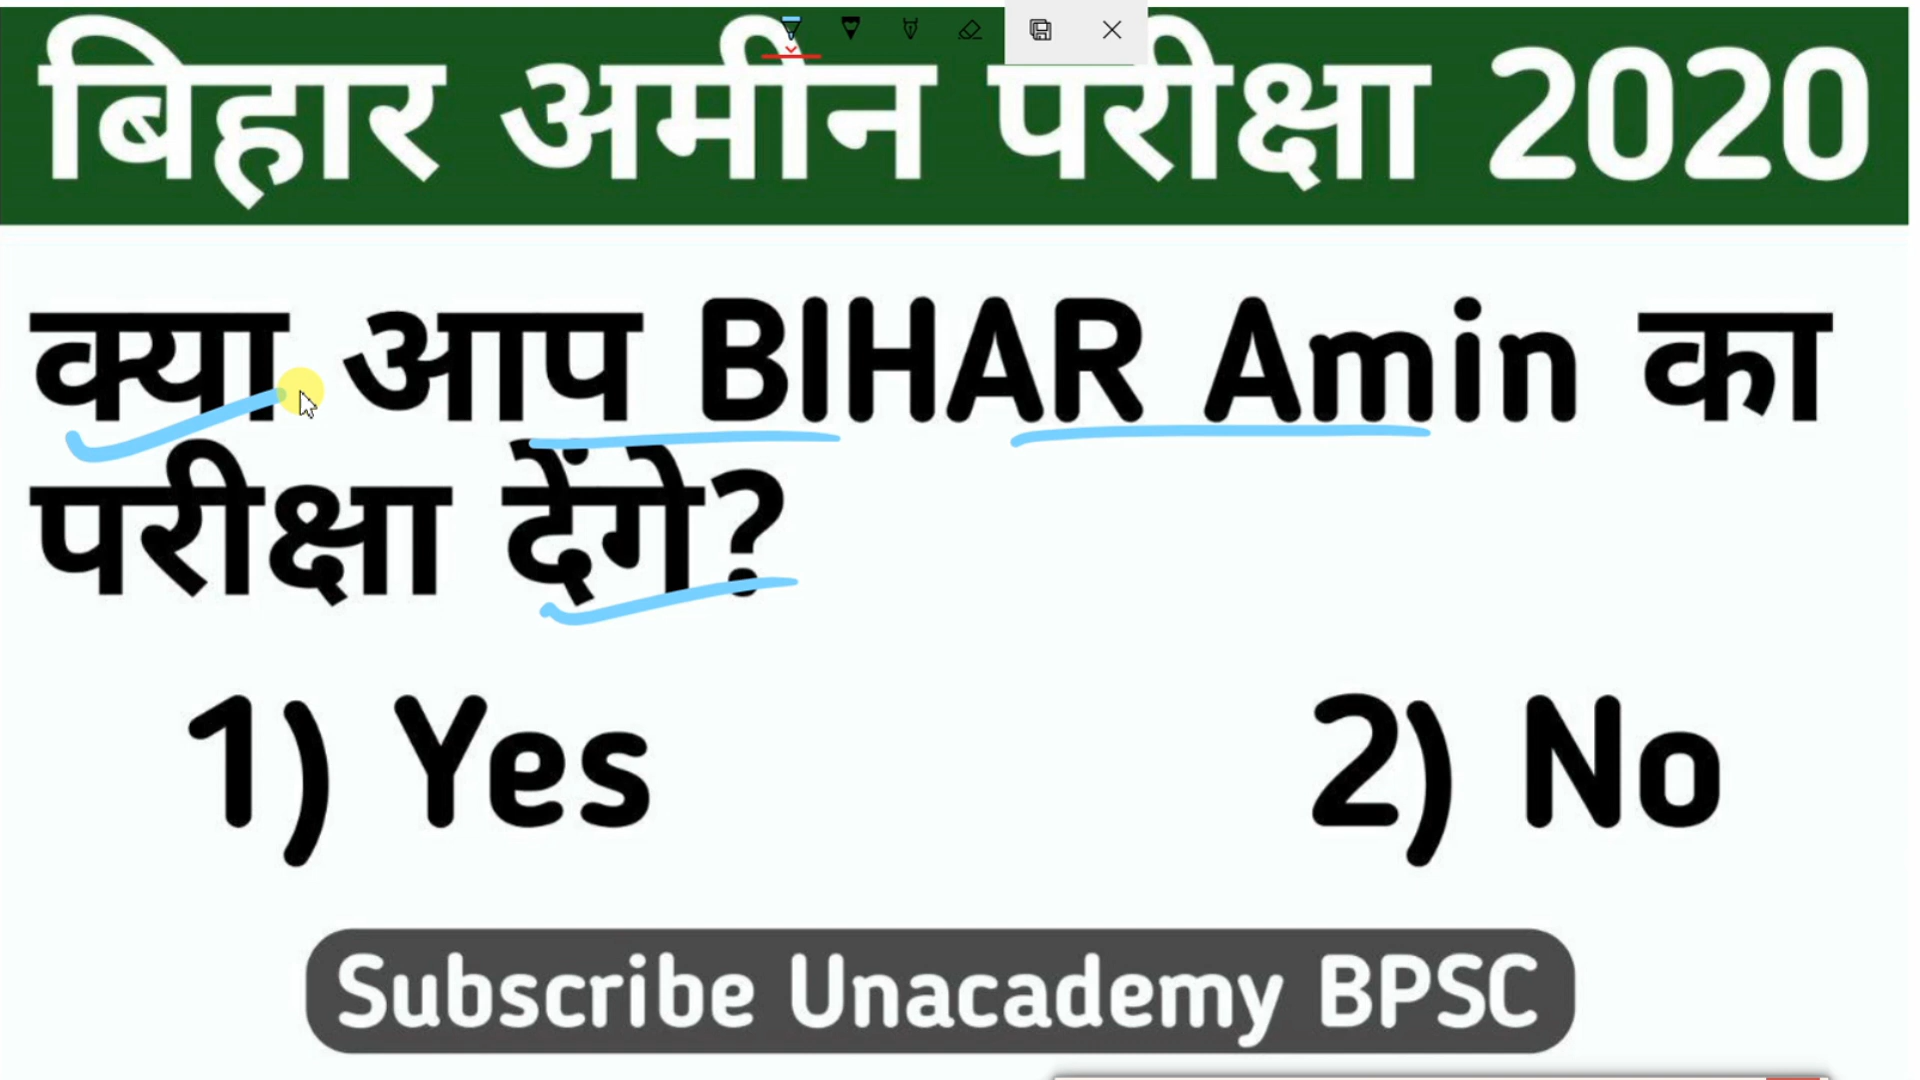 बिहार अमीन परीक्षा 2020
क्या आप BIHAR Amin का
परीक्षा देंगे?
1) Yes 2) No
Subscribe Unacademy BPSC